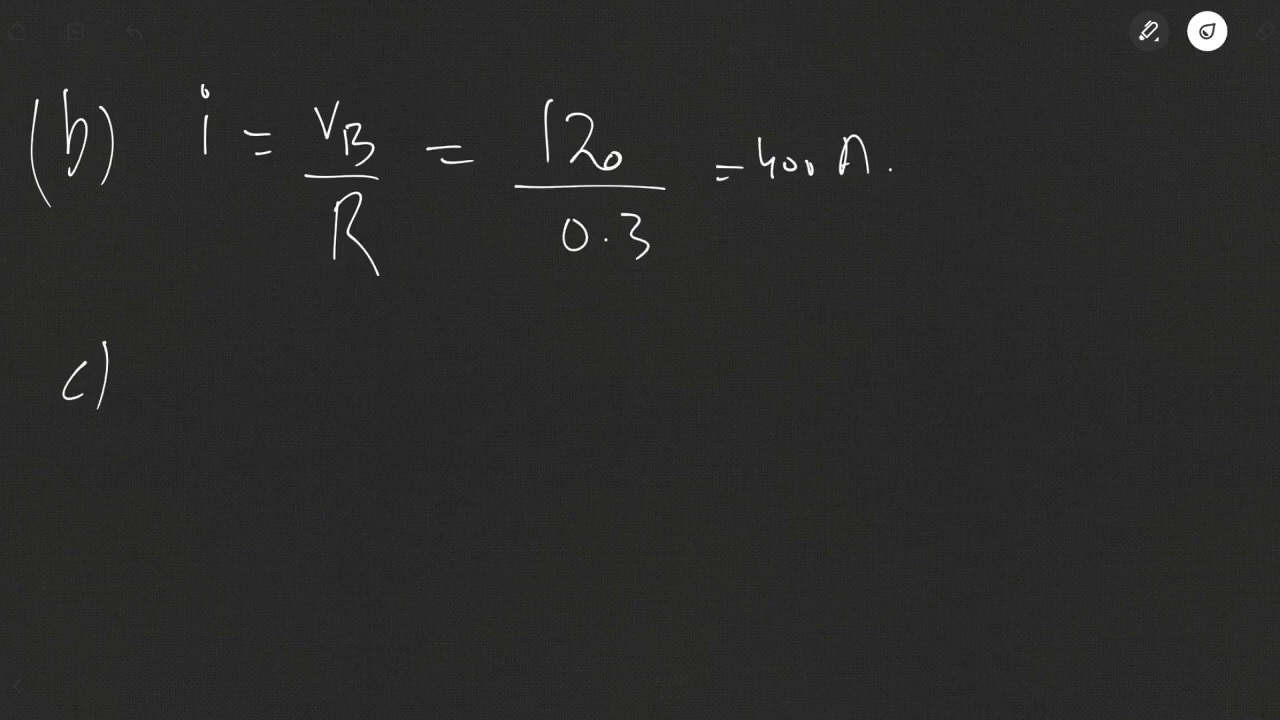 (b) i = V_B / R = 120 / 0.3 = 400 A.
c)